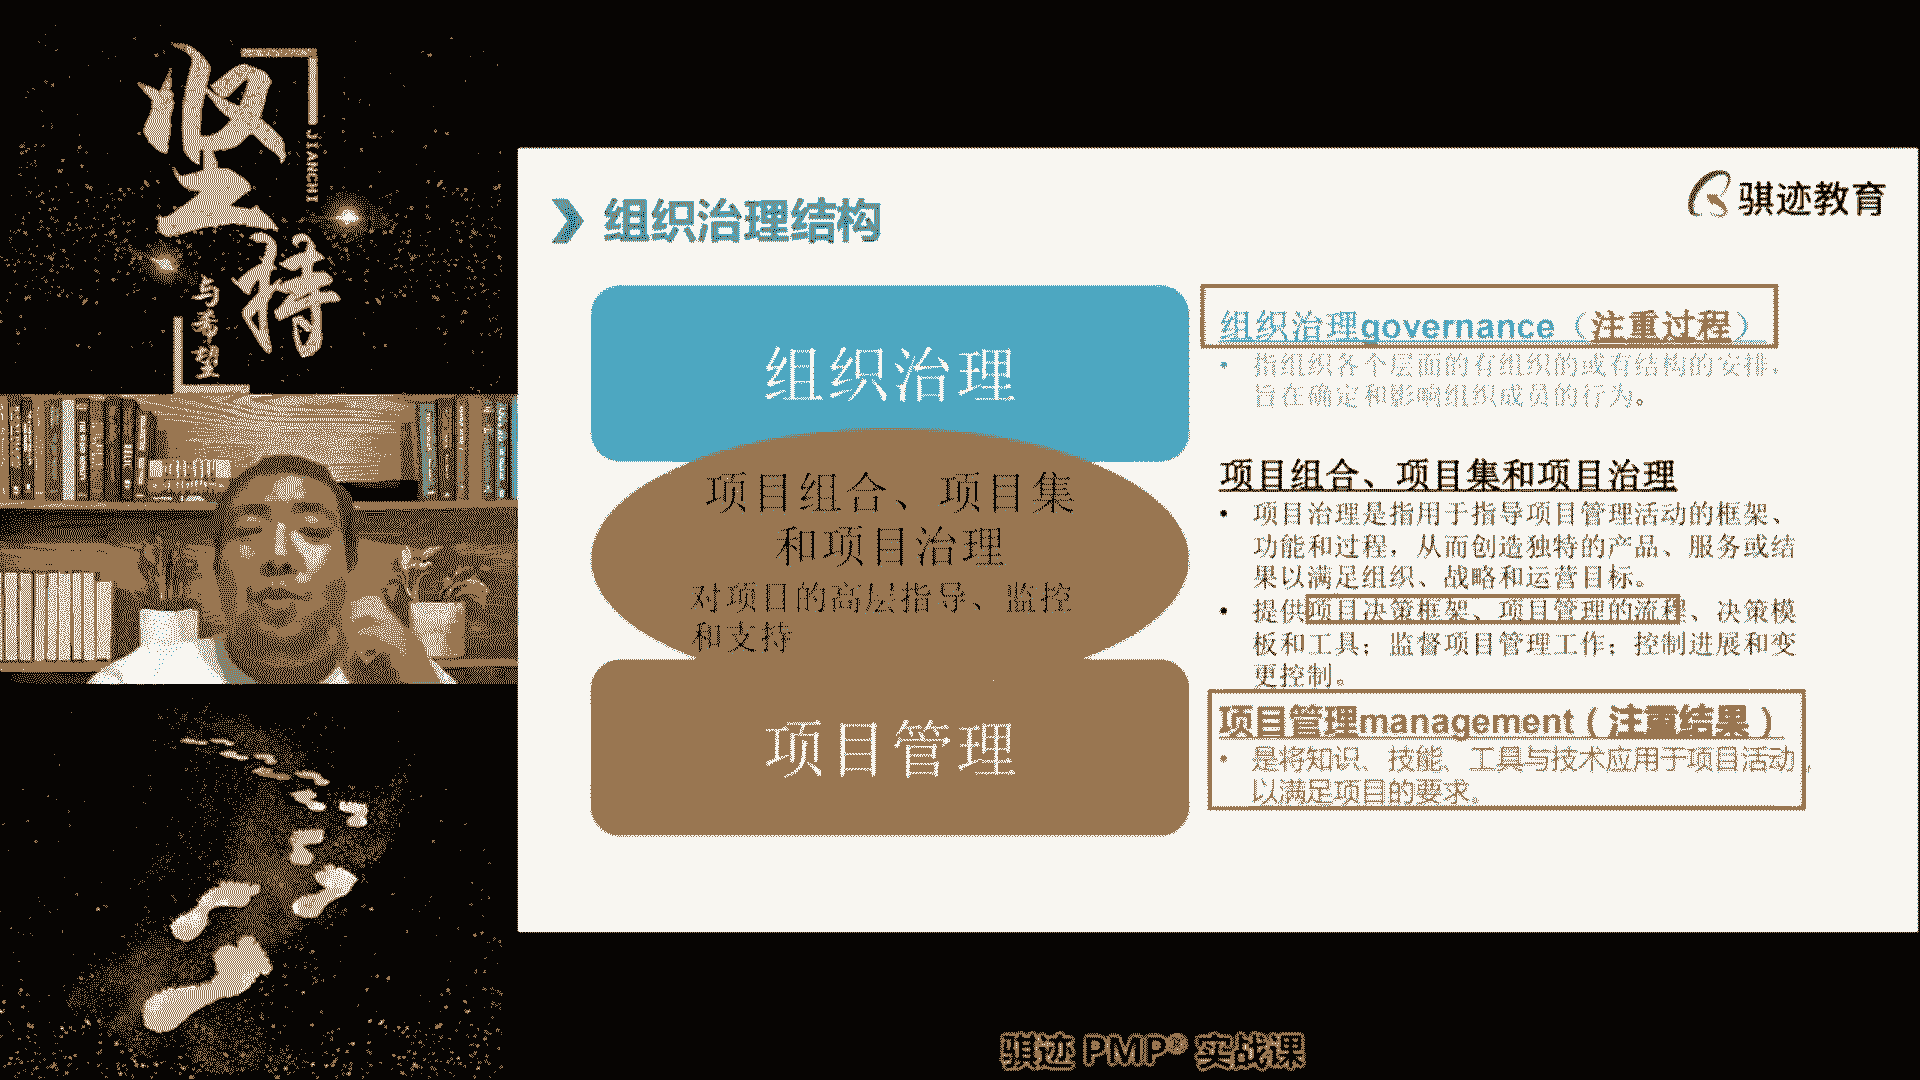 坚持
JIANCHI
与希望
骐迹教育
组织治理结构
组织治理
项目组合、项目集
和项目治理
对项目的高层指导、监控
和支持
项目管理
组织治理governance（注重过程）
• 指组织各个层面的有组织的或有结构的安排，
旨在确定和影响组织成员的行为。
项目组合、项目集和项目治理
• 项目治理是指用于指导项目管理活动的框架、
功能和过程，从而创造独特的产品、服务或结
果以满足组织、战略和运营目标。
• 提供项目决策框架、项目管理的流程、决策模
板和工具；监督项目管理工作；控制进展和变
更控制。
项目管理management（注重结果）
• 是将知识、技能、工具与技术应用于项目活动，
以满足项目的要求。
骐迹 PMP® 实战课